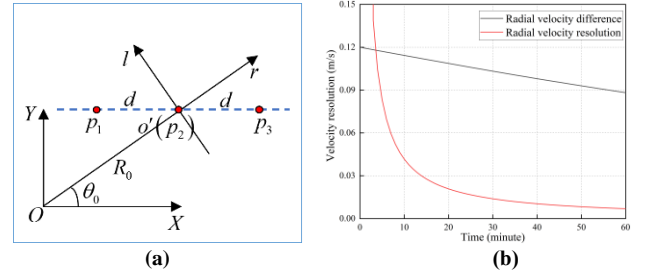 l
r
Y
d
d
p₁
o′(p₂)
p₃
R₀
θ₀
O
X
(a)
(b)
Radial velocity difference
Radial velocity resolution
Velocity resolution (m/s)
0.15
0.12
0.09
0.06
0.03
0.00
0 10 20 30 40 50 60
Time (minute)